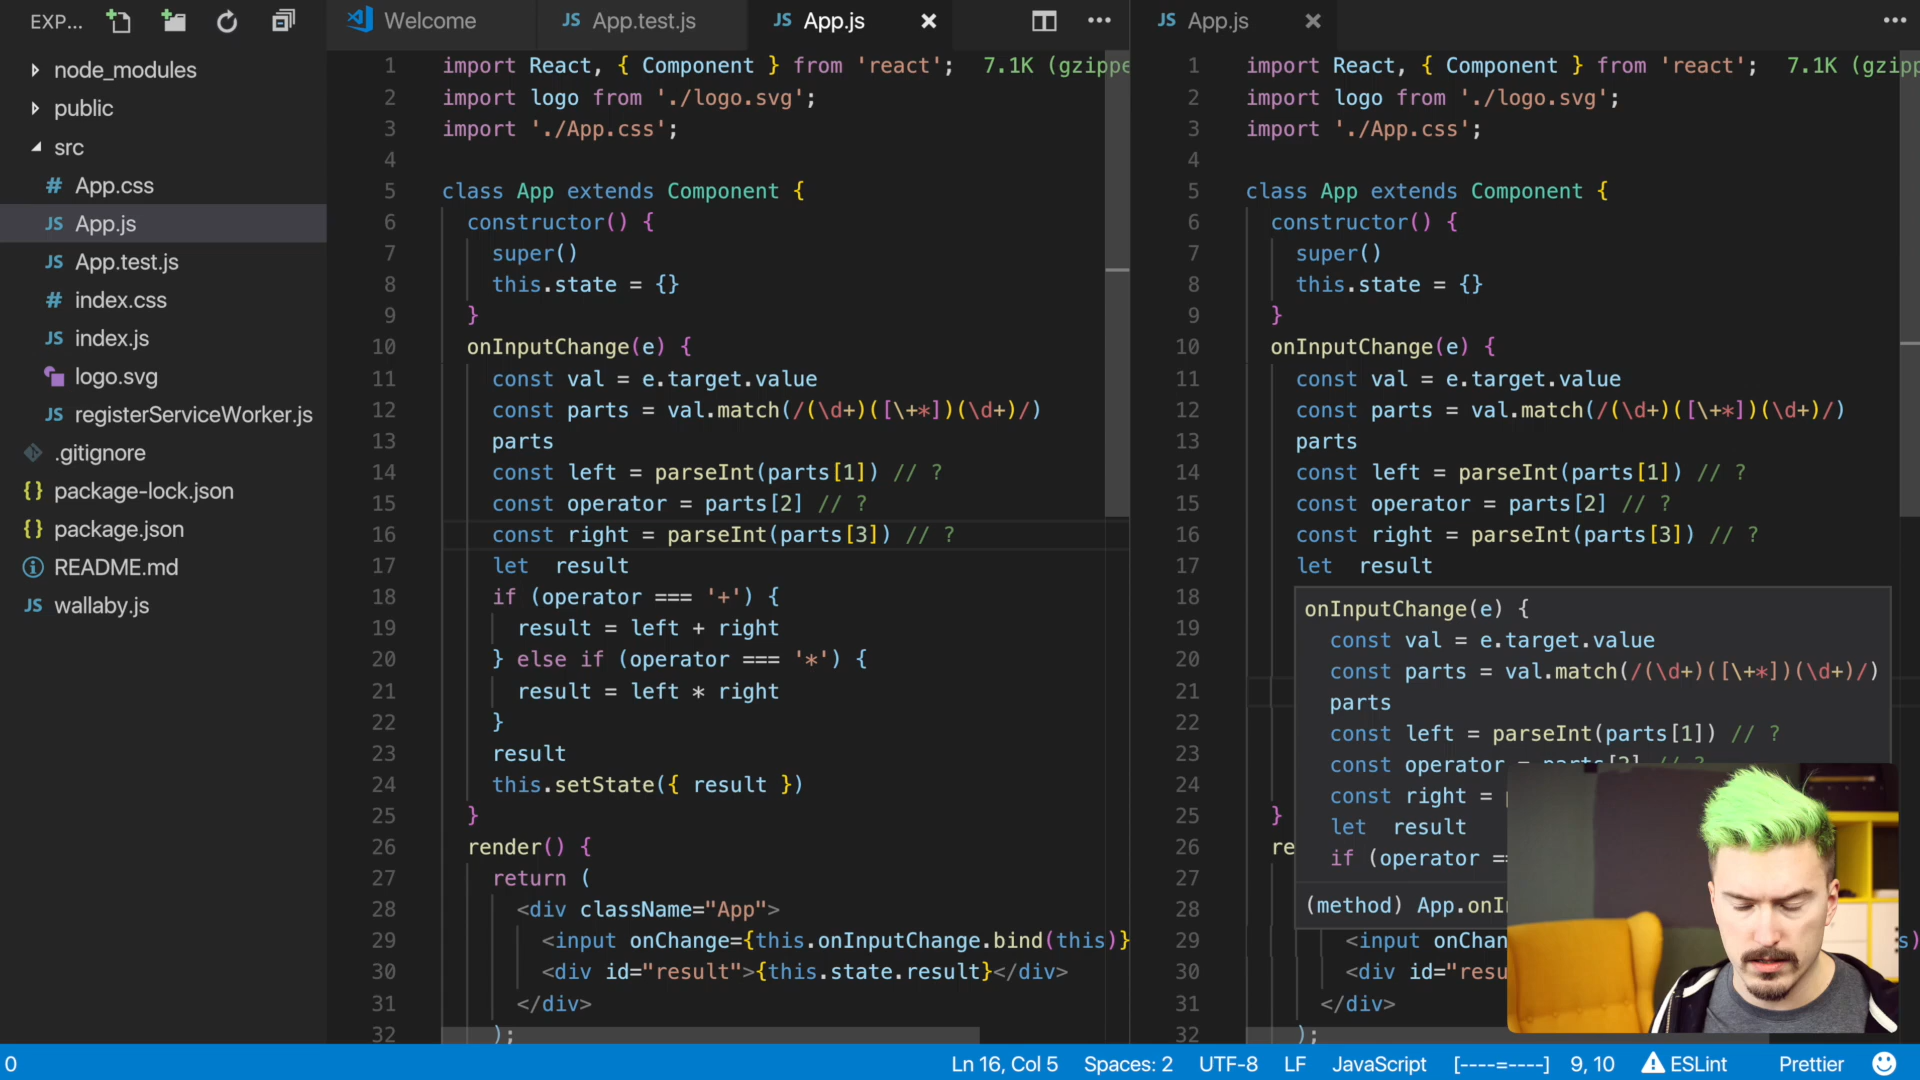 EXP...
Welcome
JS App.test.js
JS App.js
JS App.js
node_modules
public
src
# App.css
JS App.js
JS App.test.js
# index.css
JS index.js
logo.svg
JS registerServiceWorker.js
.gitignore
{} package-lock.json
{} package.json
README.md
JS wallaby.js
1 import React, { Component } from 'react'; 7.1K (gzippe
2 import logo from './logo.svg';
3 import './App.css';
4
5 class App extends Component {
6 constructor() {
7 super()
8 this.state = {}
9 }
10 onInputChange(e) {
11 const val = e.target.value
12 const parts = val.match(/(\d+)([\+*])(\d+)/)
13 parts
14 const left = parseInt(parts[1]) // ?
15 const operator = parts[2] // ?
16 const right = parseInt(parts[3]) // ?
17 let  result
18 if (operator === '+') {
19 result = left + right
20 } else if (operator === '*') {
21 result = left * right
22 }
23 result
24 this.setState({ result })
25 }
26 render() {
27 return (
28 <div className="App">
29 <input onChange={this.onInputChange.bind(this)}
30 <div id="result">{this.state.result}</div>
31 </div>
32 );
1 import React, { Component } from 'react'; 7.1K (gzipp
2 import logo from './logo.svg';
3 import './App.css';
4
5 class App extends Component {
6 constructor() {
7 super()
8 this.state = {}
9 }
10 onInputChange(e) {
11 const val = e.target.value
12 const parts = val.match(/(\d+)([\+*])(\d+)/)
13 parts
14 const left = parseInt(parts[1]) // ?
15 const operator = parts[2] // ?
16 const right = parseInt(parts[3]) // ?
17 let  result
18
19
20
21
22
23
24
25 }
26 re
27
28
29 <input onChan s)
30 <div id="resu
31 </div>
32 );
onInputChange(e) {
const val = e.target.value
const parts = val.match(/(\d+)([\+*])(\d+)/)
parts
const left = parseInt(parts[1]) // ?
const operator = parts[2] // ?
const right = p
let  result
if (operator ==
(method) App.onI
0
Ln 16, Col 5
Spaces: 2
UTF-8
LF
JavaScript
[----=----]
9, 10
ESLint
Prettier